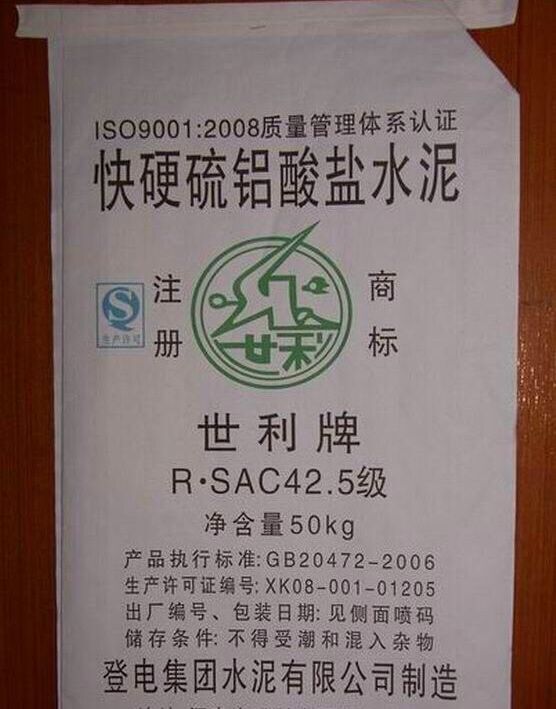 ISO9001:2008质量管理体系认证
快硬硫铝酸盐水泥
注册
商标
生产许可
世利
世利牌
R·SAC42.5级
净含量50kg
产品执行标准:GB20472-2006
生产许可证编号:XK08-001-01205
出厂编号、包装日期:见侧面喷码
储存条件:不得受潮和混入杂物
登电集团水泥有限公司制造